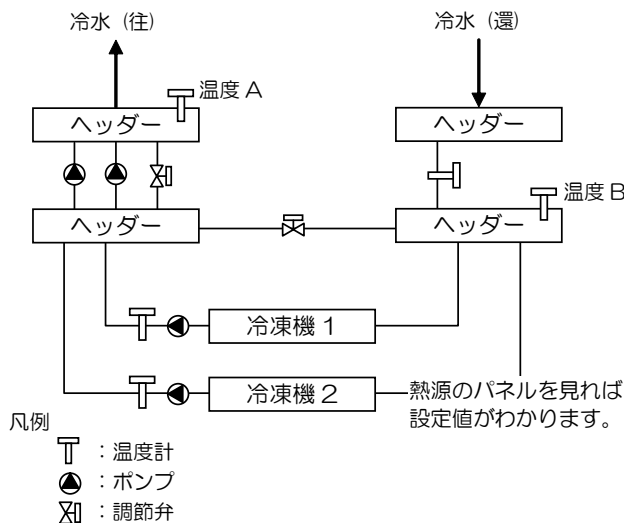 冷水（往）
冷水（還）
温度A
ヘッダー
ヘッダー
温度B
ヘッダー
ヘッダー
冷凍機1
冷凍機2
熱源のパネルを見れば
設定値がわかります。
凡例
：温度計
：ポンプ
：調節弁